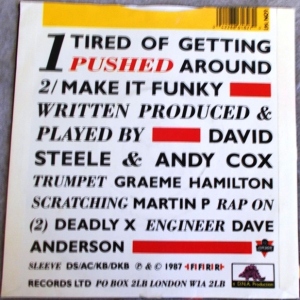 1 TIRED OF GETTING
PUSHED AROUND
2/ MAKE IT FUNKY
WRITTEN PRODUCED &
PLAYED BY DAVID
STEELE & ANDY COX
TRUMPET GRAEME HAMILTON
SCRATCHING MARTIN P RAP ON
(2) DEADLY X ENGINEER DAVE
ANDERSON
SLEEVE DS/AC/KB/DKB ℗ & © 1987 FFRR
RECORDS LTD PO BOX 2LB LONDON W1A 2LB
A D.N.A. Production